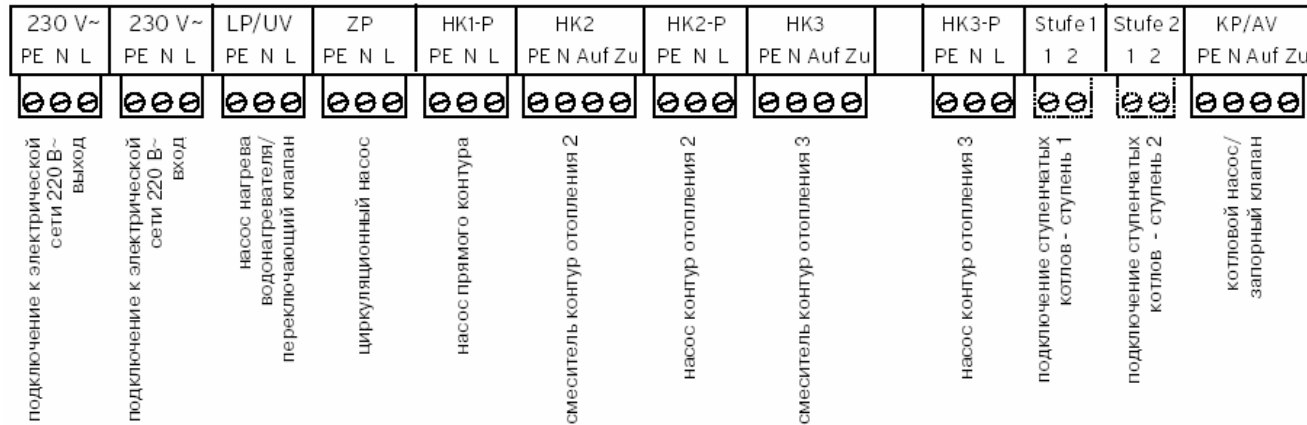 230 V~ 230 V~ LP/UV ZP HK1-P HK2 HK2-P HK3 HK3-P Stufe 1 Stufe 2 KP/AV
PE N L PE N L PE N L PE N L PE N L PE N Auf Zu PE N L PE N Auf Zu PE N L 1 2 1 2 PE N Auf Zu
подключение к электрической
сети 220 В~
выход
подключение к электрической
сети 220 В~
вход
насос нагрева
водонагревателя/
переключающий клапан
циркуляционный насос
насос прямого контура
смеситель контур отопления 2
насос контур отопления 2
смеситель контур отопления 3
насос контур отопления 3
подключение ступенчатых
котлов - ступень 1
подключение ступенчатых
котлов - ступень 2
котловой насос/
запорный клапан